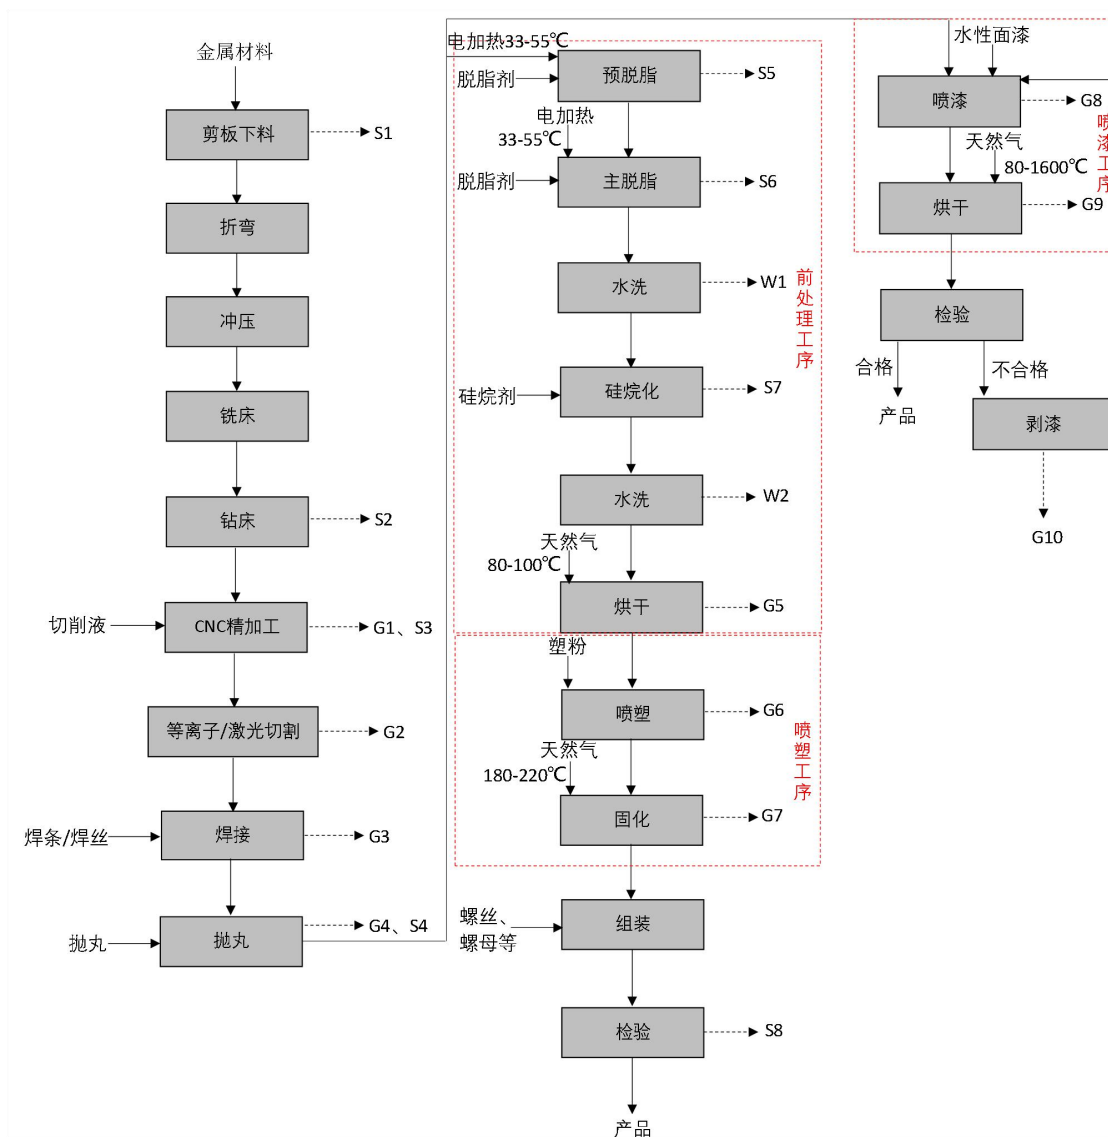 金属材料
剪板下料
S1
折弯
冲压
铣床
钻床
S2
切削液
CNC精加工
G1、S3
等离子/激光切割
G2
焊条/焊丝
焊接
G3
抛丸
抛丸
G4、S4
电加热33-55℃
脱脂剂
预脱脂
S5
电加热
33-55℃
脱脂剂
主脱脂
S6
水洗
W1
硅烷剂
硅烷化
S7
水洗
W2
天然气
80-100℃
烘干
G5
前处理工序
塑粉
喷塑
G6
天然气
180-220℃
固化
G7
喷塑工序
螺丝、
螺母等
组装
检验
S8
产品
水性面漆
喷漆
G8
天然气
80-1600℃
烘干
G9
喷漆工序
检验
合格
不合格
产品
剥漆
G10